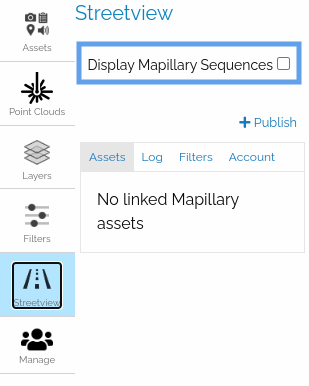 Streetview
Assets
Point Clouds
Layers
Filters
Streetview
Manage
Display Mapillary Sequences
+ Publish
Assets Log Filters Account
No linked Mapillary
assets